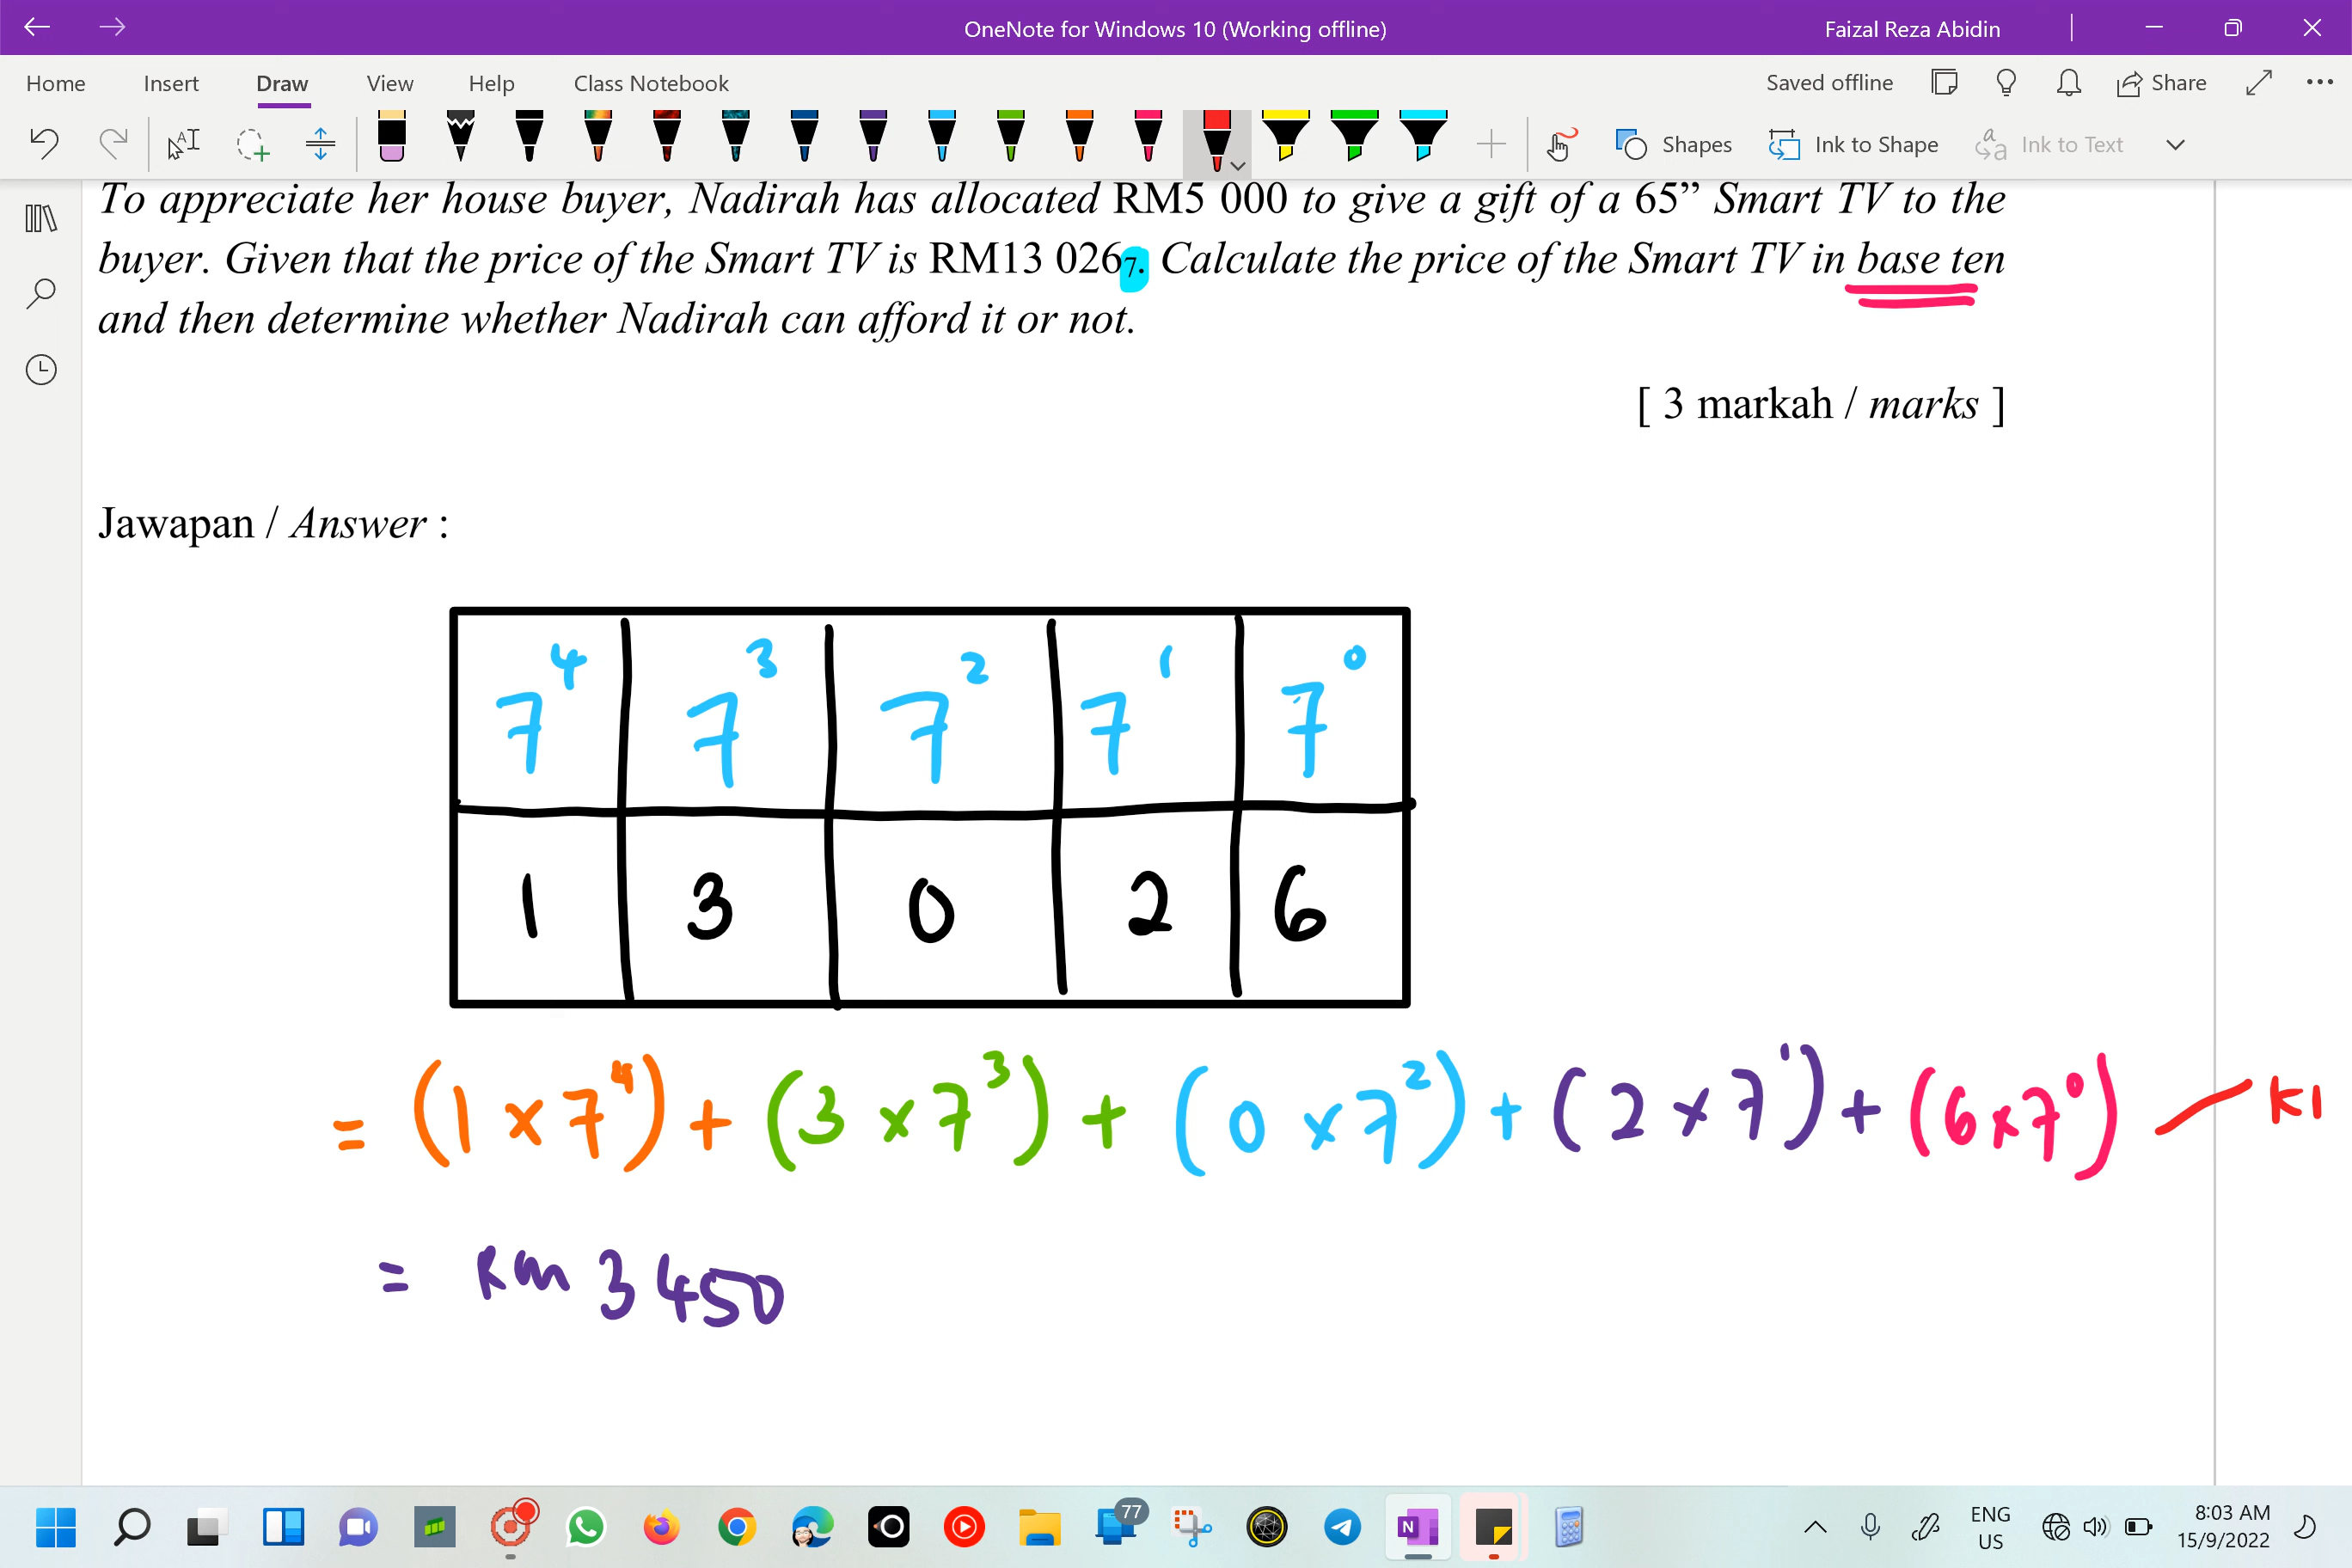 OneNote for Windows 10 (Working offline) Faizal Reza Abidin
Home Insert Draw View Help Class Notebook Saved offline Share
Shapes Ink to Shape Ink to Text
To appreciate her house buyer, Nadirah has allocated RM5 000 to give a gift of a 65” Smart TV to the
buyer. Given that the price of the Smart TV is RM13 026₇. Calculate the price of the Smart TV in base ten
and then determine whether Nadirah can afford it or not.
[ 3 markah / marks ]
Jawapan / Answer :
7⁴ 7³ 7² 7¹ 7⁰
1 3 0 2 6
= (1 × 7⁴) + (3 × 7³) + (0 × 7²) + (2 × 7¹) + (6 × 7⁰) K1
= RM 3 450
77
ENG 8:03 AM
US 15/9/2022